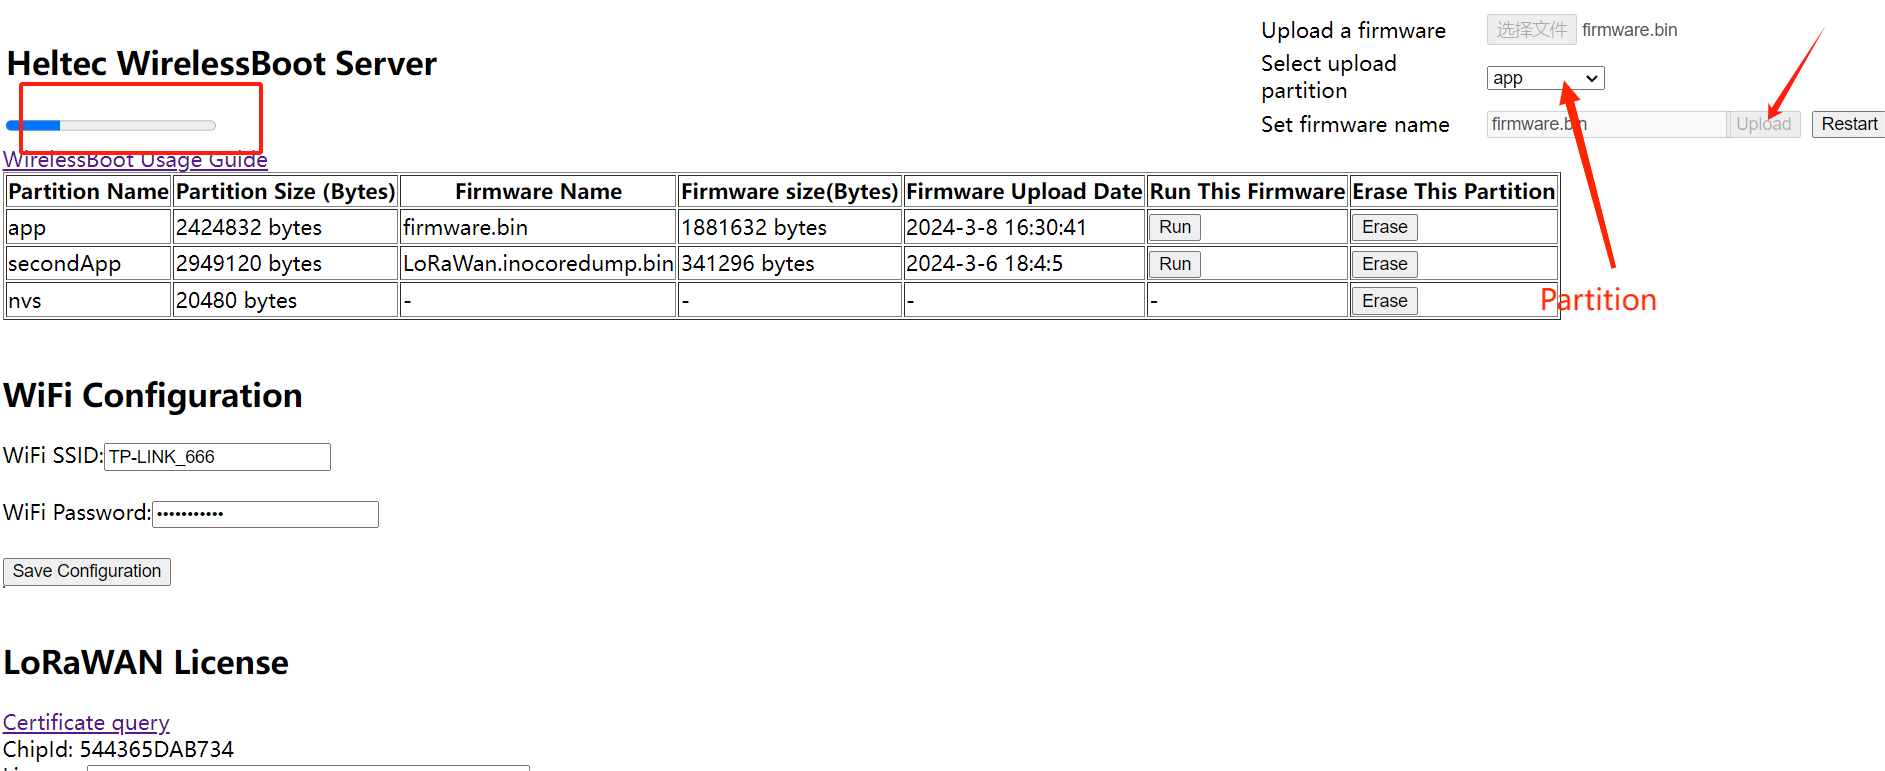 Upload a firmware 选择文件 firmware.bin
Heltec WirelessBoot Server
Select upload
partition
app
Set firmware name firmware.bin Upload Restart
WirelessBoot Usage Guide
Partition Name Partition Size (Bytes) Firmware Name Firmware size(Bytes) Firmware Upload Date Run This Firmware Erase This Partition
app 2424832 bytes firmware.bin 1881632 bytes 2024-3-8 16:30:41 Run Erase
secondApp 2949120 bytes LoRaWan.inocoredump.bin 341296 bytes 2024-3-6 18:4:5 Run Erase
nvs 20480 bytes - - - - Erase
Partition
WiFi Configuration
WiFi SSID: TP-LINK_666
WiFi Password: •••••••••••
Save Configuration
LoRaWAN License
Certificate query
ChipId: 544365DAB734